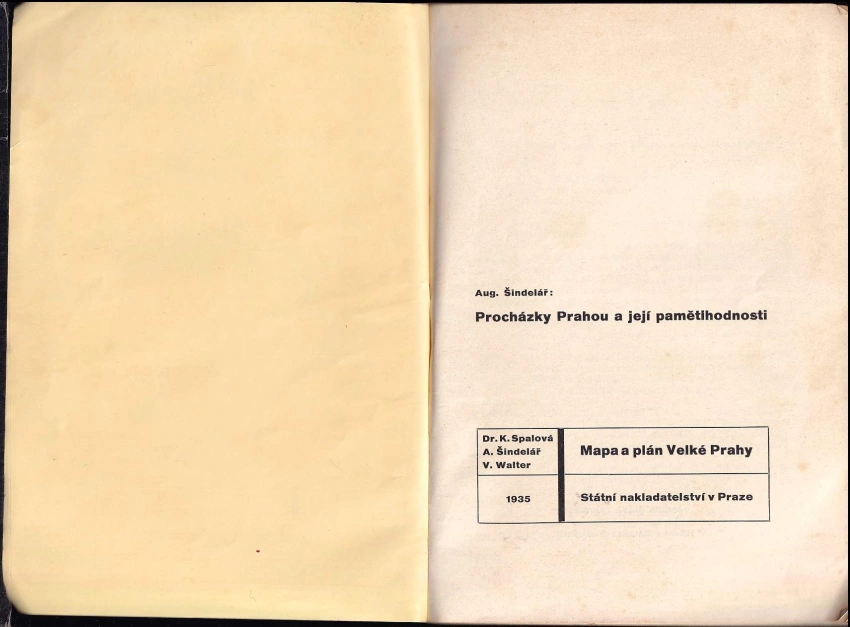 Aug. Šindelář:
Procházky Prahou a její pamětihodnosti
Dr. K. Spalová
A. Šindelář
V. Walter
Mapa a plán Velké Prahy
1935
Státní nakladatelství v Praze